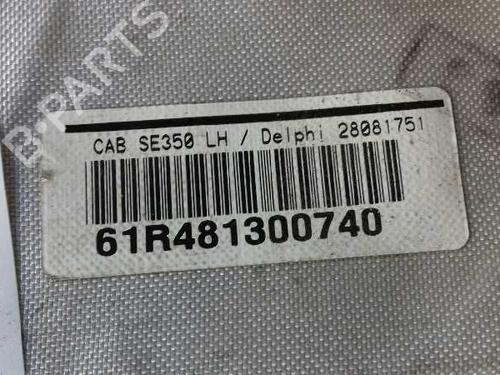 B-PARTS
CAB SE350 LH / Delphi 28081751
61R481300740